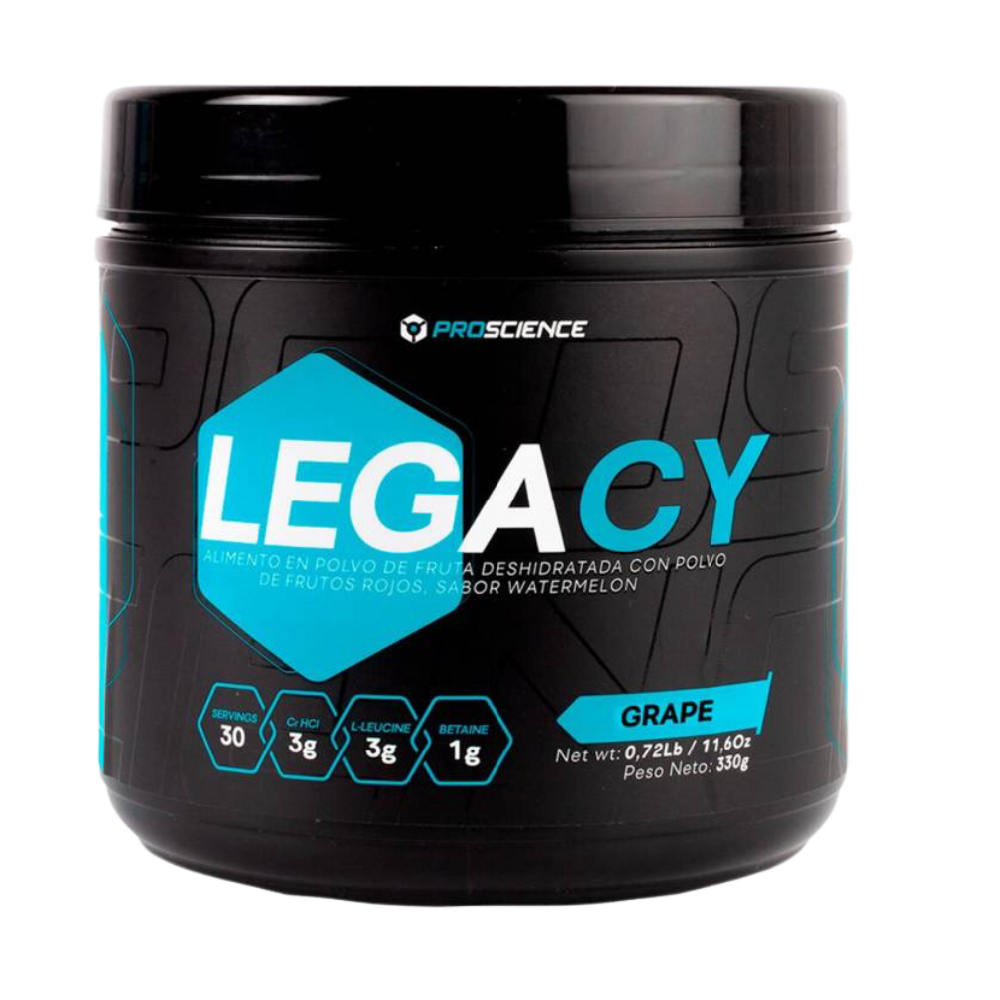 PROSCIENCE
LEGACY
ALIMENTO EN POLVO DE FRUTA DESHIDRATADA CON POLVO
DE FRUTOS ROJOS, SABOR WATERMELON
SERVINGS
30
Cr HCl
3g
L-LEUCINE
3g
BETAINE
1g
GRAPE
Net wt: 0,72Lb / 11,6Oz
Peso Neto: 330g